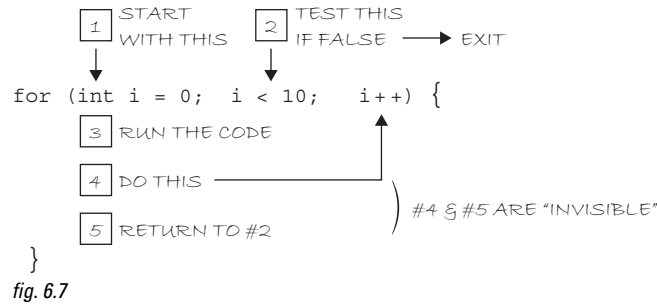 1 START
WITH THIS
2 TEST THIS
IF FALSE EXIT
for (int i = 0; i < 10; i++) {
3 RUN THE CODE
4 DO THIS
#4 & #5 ARE “INVISIBLE”
5 RETURN TO #2
}
fig. 6.7